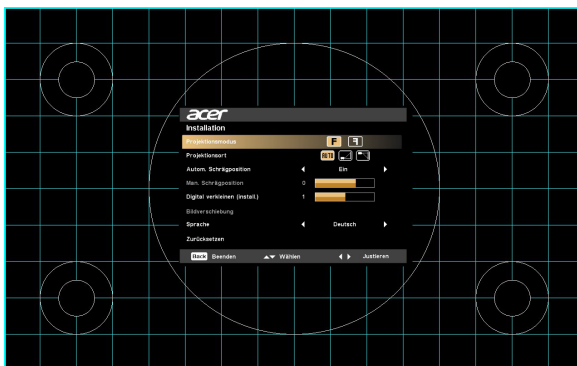 acer
Installation
Projektionsmodus F F
Projektionsort AUTO
Autom. Schrägposition Ein
Man. Schrägposition 0
Digital verkleinen (install.) 1
Bildverschiebung
Sprache Deutsch
Zurücksetzen
Back Beenden Wählen Justieren